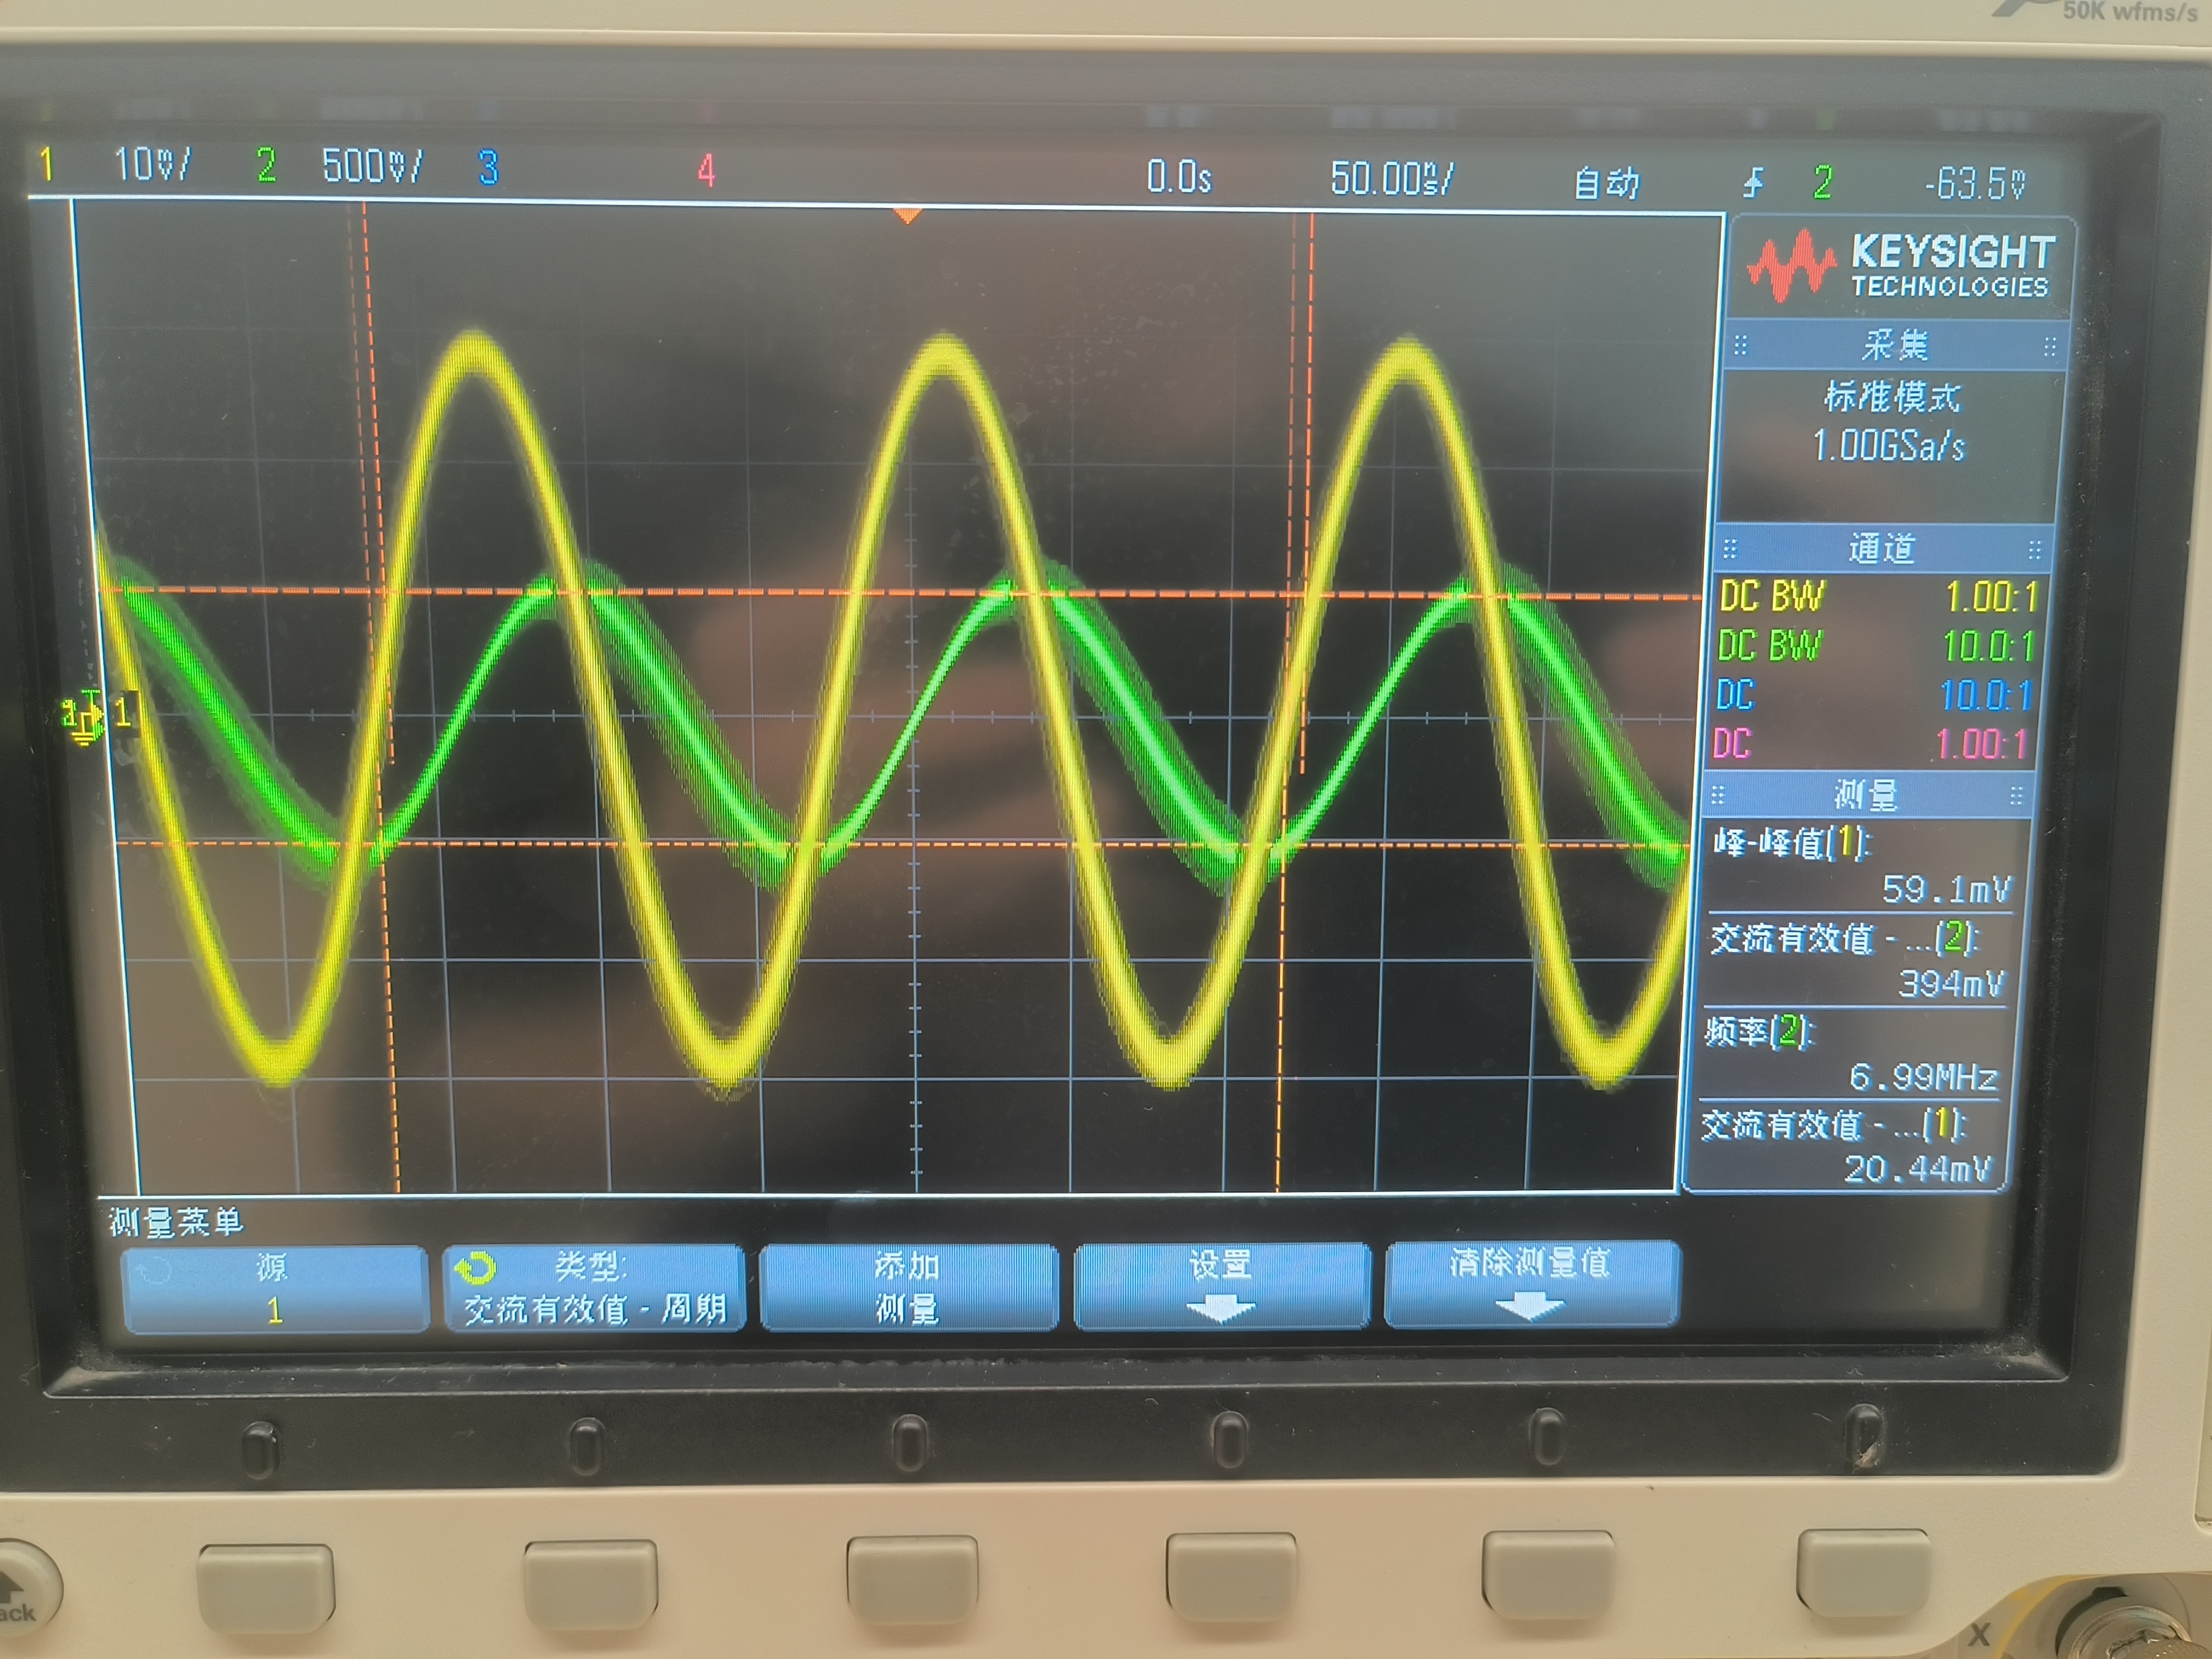 50K wfms/s
1 10mV/ 2 500mV/ 3 4 0.0s 50.00ns/ 自动 2 -63.5mV
KEYSIGHT
TECHNOLOGIES
采集
标准模式
1.00GSa/s
通道
DC BW 1.00:1
DC BW 10.0:1
DC 10.0:1
DC 1.00:1
测量
峰-峰值(1):
59.1mV
交流有效值 - ...(2):
394mV
频率(2):
6.99MHz
交流有效值 - ...(1):
20.44mV
1
测量菜单
源
1
类型:
交流有效值 - 周期
添加
测量
设置
清除测量值
ack
X